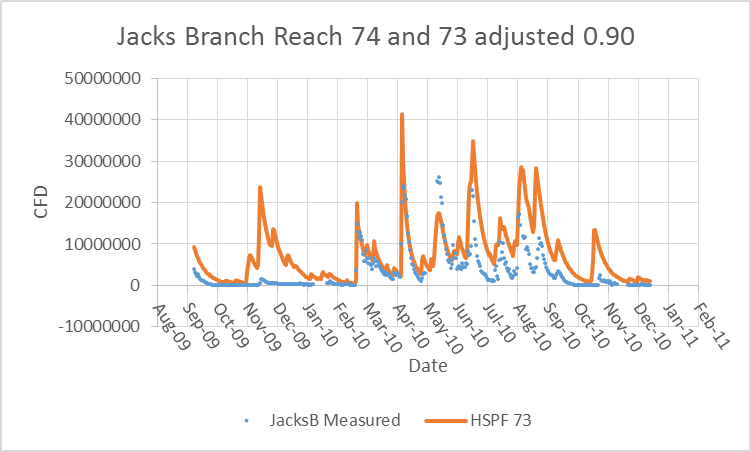 Jacks Branch Reach 74 and 73 adjusted 0.90
50000000
40000000
30000000
20000000
10000000
0
-10000000
CFD
Aug-09
Sep-09
Oct-09
Nov-09
Dec-09
Jan-10
Feb-10
Mar-10
Apr-10
May-10
Jun-10
Jul-10
Aug-10
Sep-10
Oct-10
Nov-10
Dec-10
Jan-11
Feb-11
Date
JacksB Measured
HSPF 73